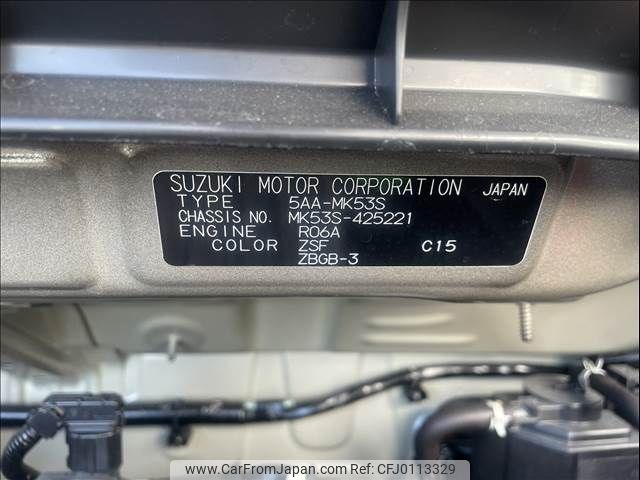 SUZUKI MOTOR CORPORATION JAPAN
TYPE 5AA-MK53S
CHASSIS NO. MK53S-425221
ENGINE R06A
COLOR ZSF C15
ZBGB-3
www.CarFromJapan.com | Ref No.CFJ0113329